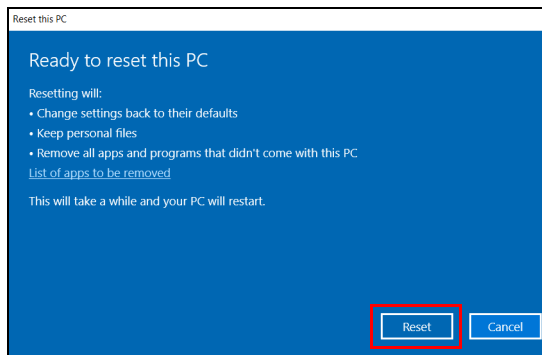 Reset this PC
Ready to reset this PC
Resetting will:
• Change settings back to their defaults
• Keep personal files
• Remove all apps and programs that didn't come with this PC
List of apps to be removed
This will take a while and your PC will restart.
Reset Cancel